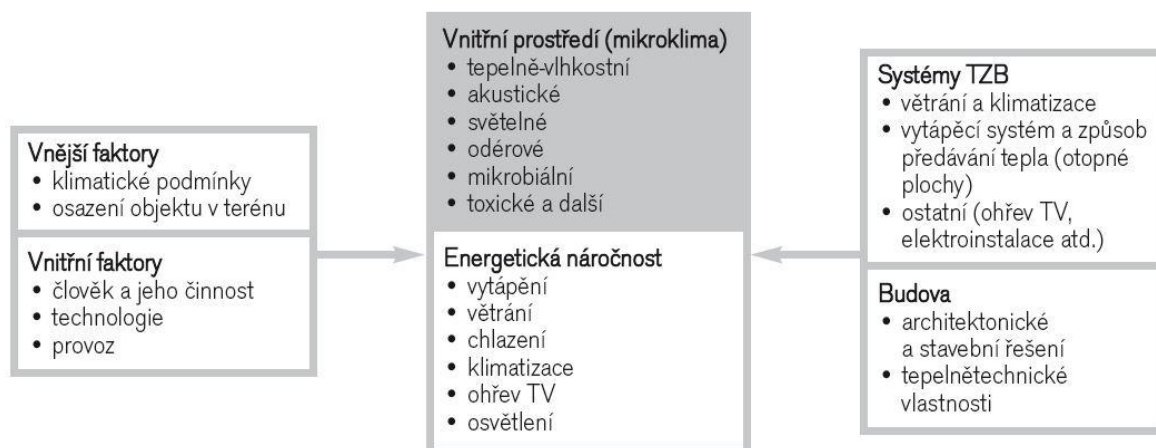 Vnější faktory
• klimatické podmínky
• osazení objektu v terénu
Vnitřní faktory
• člověk a jeho činnost
• technologie
• provoz
Vnitřní prostředí (mikroklima)
• tepelně-vlhkostní
• akustické
• světelné
• odérové
• mikrobiální
• toxické a další
Energetická náročnost
• vytápění
• větrání
• chlazení
• klimatizace
• ohřev TV
• osvětlení
Systémy TZB
• větrání a klimatizace
• vytápěcí systém a způsob
předávání tepla (otopné
plochy)
• ostatní (ohřev TV,
elektroinstalace atd.)
Budova
• architektonické
a stavební řešení
• tepelnětechnické
vlastnosti